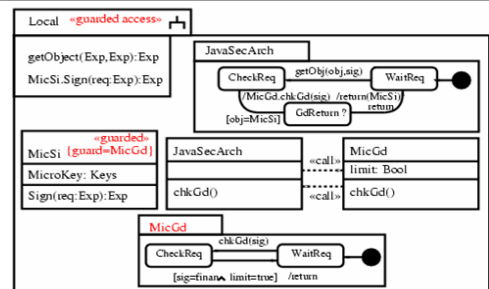 Local «guarded access»
getObject(Exp,Exp):Exp
MicSi.Sign(req:Exp):Exp
JavaSecArch
CheckReq
getObj(obj,sig)
WaitReq
/MicGd.chkGd(sig)
/return(MicSi)
return
[obj=MicSi]
GdReturn ?
«guarded»
MicSi {guard=MicGd}
MicroKey: Keys
Sign(req:Exp):Exp
JavaSecArch
chkGd()
«call»
«call»
MicGd
limit: Bool
chkGd()
MicGd
CheckReq
chkGd(sig)
WaitReq
[sig=finan limit=true]
/return